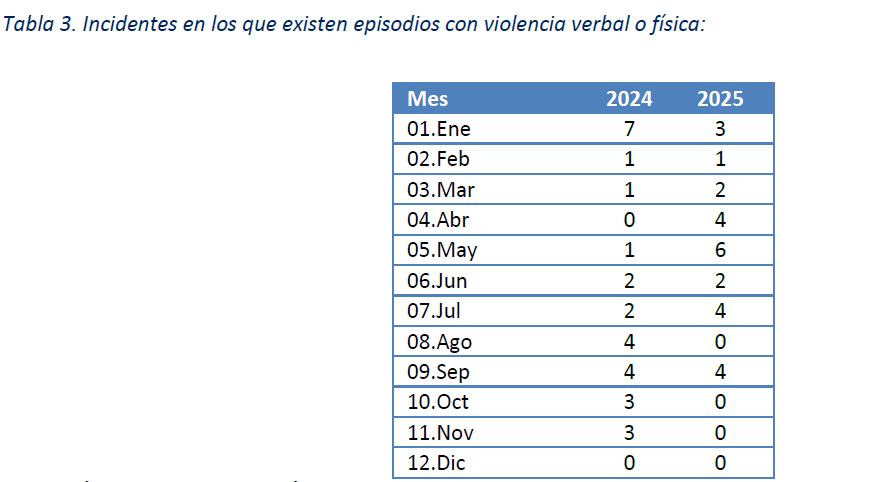 Tabla 3. Incidentes en los que existen episodios con violencia verbal o física:
Mes 2024 2025
01.Ene 7 3
02.Feb 1 1
03.Mar 1 2
04.Abr 0 4
05.May 1 6
06.Jun 2 2
07.Jul 2 4
08.Ago 4 0
09.Sep 4 4
10.Oct 3 0
11.Nov 3 0
12.Dic 0 0